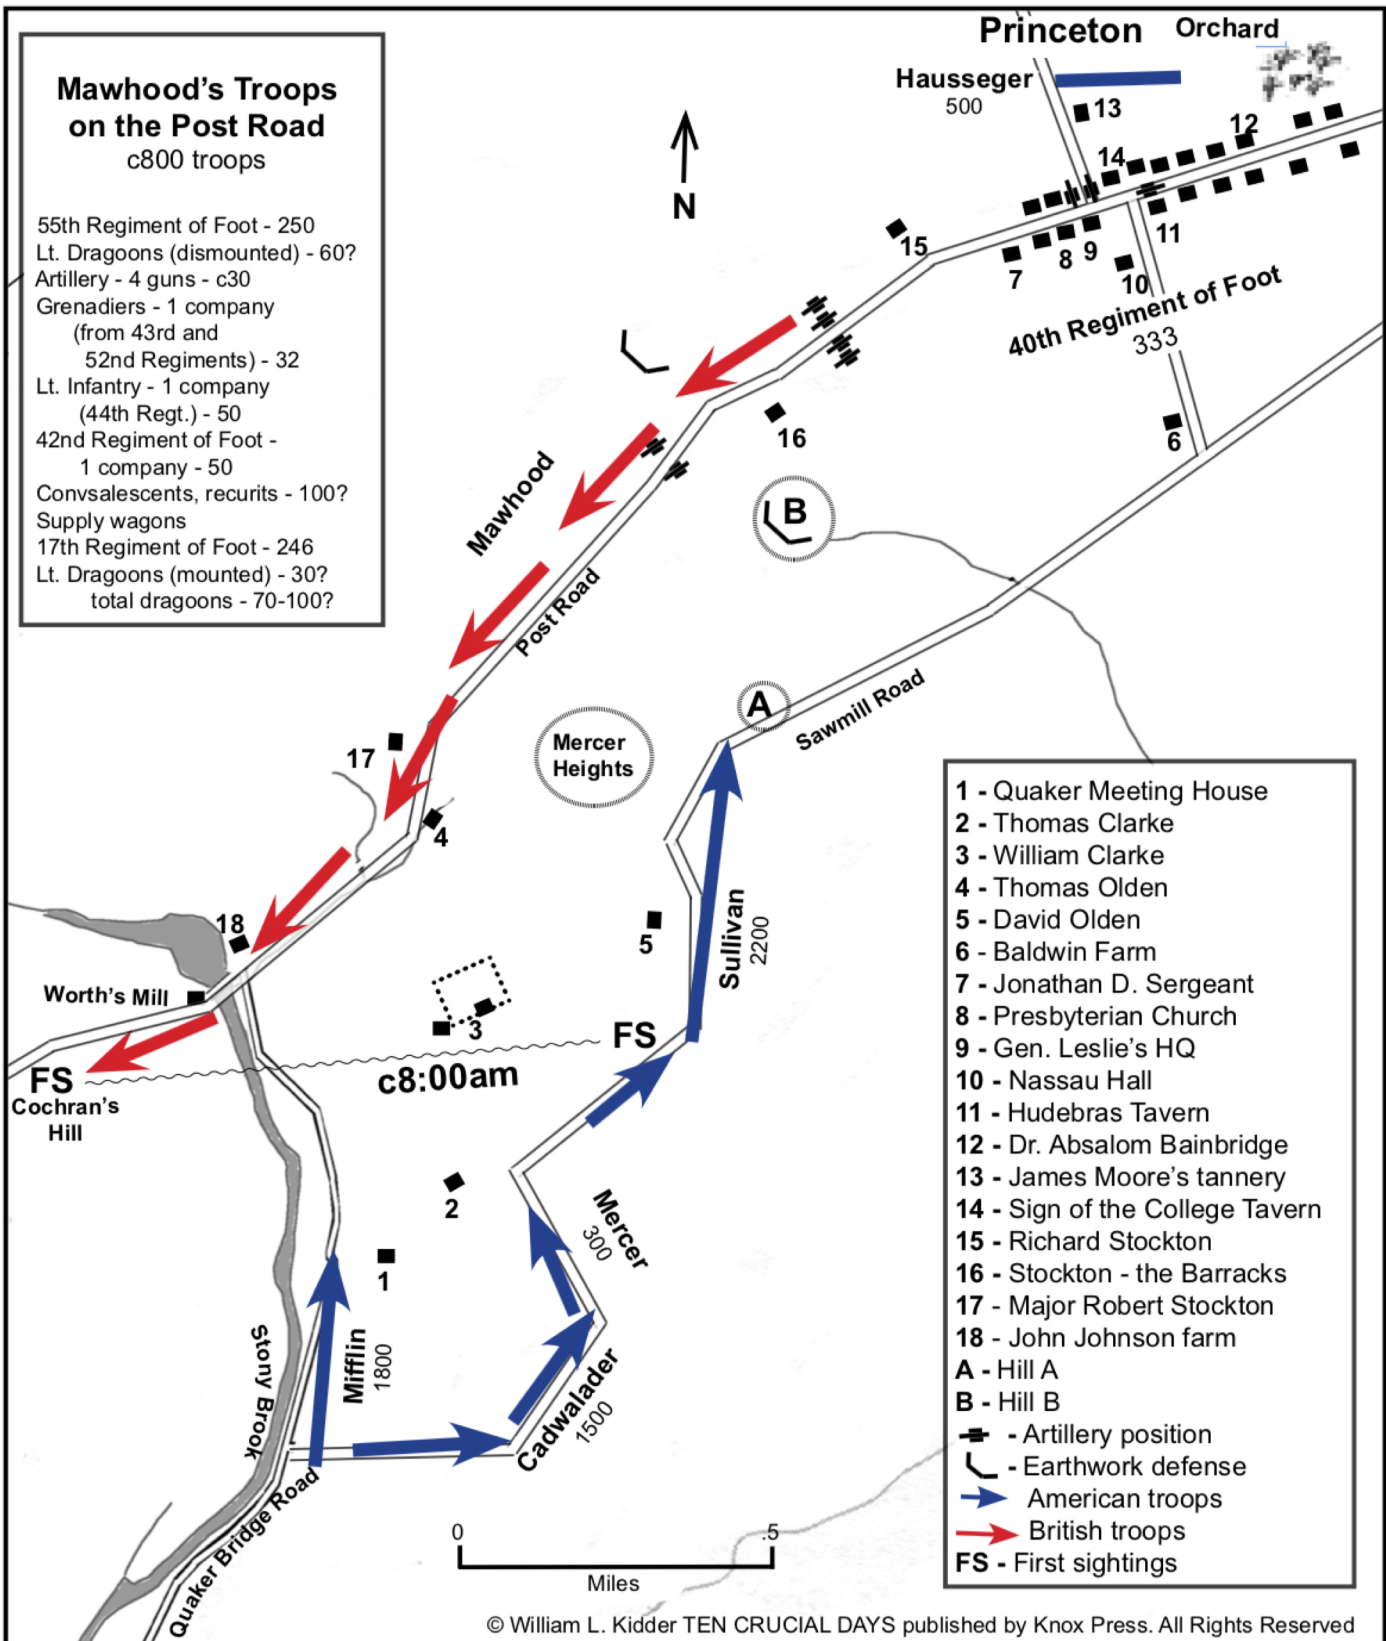 Princeton
Orchard
Hausseger
500
Mawhood's Troops
on the Post Road
c800 troops
55th Regiment of Foot - 250
Lt. Dragoons (dismounted) - 60?
Artillery - 4 guns - c30
Grenadiers - 1 company
(from 43rd and
52nd Regiments) - 32
Lt. Infantry - 1 company
(44th Regt.) - 50
42nd Regiment of Foot -
1 company - 50
Convsalescents, recurits - 100?
Supply wagons
17th Regiment of Foot - 246
Lt. Dragoons (mounted) - 30?
total dragoons - 70-100?
N
13
12
14
15
11
9
8
7
10
40th Regiment of Foot
333
6
16
B
Mawhood
Post Road
A
Sawmill Road
Mercer
Heights
17
4
18
5
Sullivan
2200
Worth's Mill
3
FS
FS
c8:00am
Cochran's
Hill
2
Mercer
300
1
Mifflin
1800
Stony Brook
Cadwalader
1500
Quaker Bridge Road
0
.5
Miles
1 - Quaker Meeting House
2 - Thomas Clarke
3 - William Clarke
4 - Thomas Olden
5 - David Olden
6 - Baldwin Farm
7 - Jonathan D. Sergeant
8 - Presbyterian Church
9 - Gen. Leslie's HQ
10 - Nassau Hall
11 - Hudebras Tavern
12 - Dr. Absalom Bainbridge
13 - James Moore's tannery
14 - Sign of the College Tavern
15 - Richard Stockton
16 - Stockton - the Barracks
17 - Major Robert Stockton
18 - John Johnson farm
A - Hill A
B - Hill B
- Artillery position
- Earthwork defense
American troops
British troops
FS - First sightings
© William L. Kidder TEN CRUCIAL DAYS published by Knox Press. All Rights Reserved